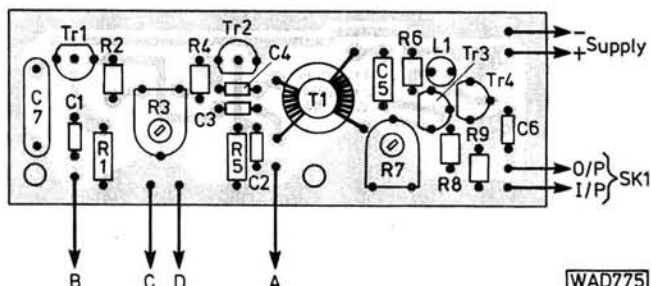 Tr1
R2
R4
Tr2
C4
R6
L1
Tr3
Tr4
- Supply
+
C7
C1
R1
R3
C3
R5
C2
T1
C5
R7
R8
R9
C6
O/P
I/P
SK1
B
C
D
A
WAD775